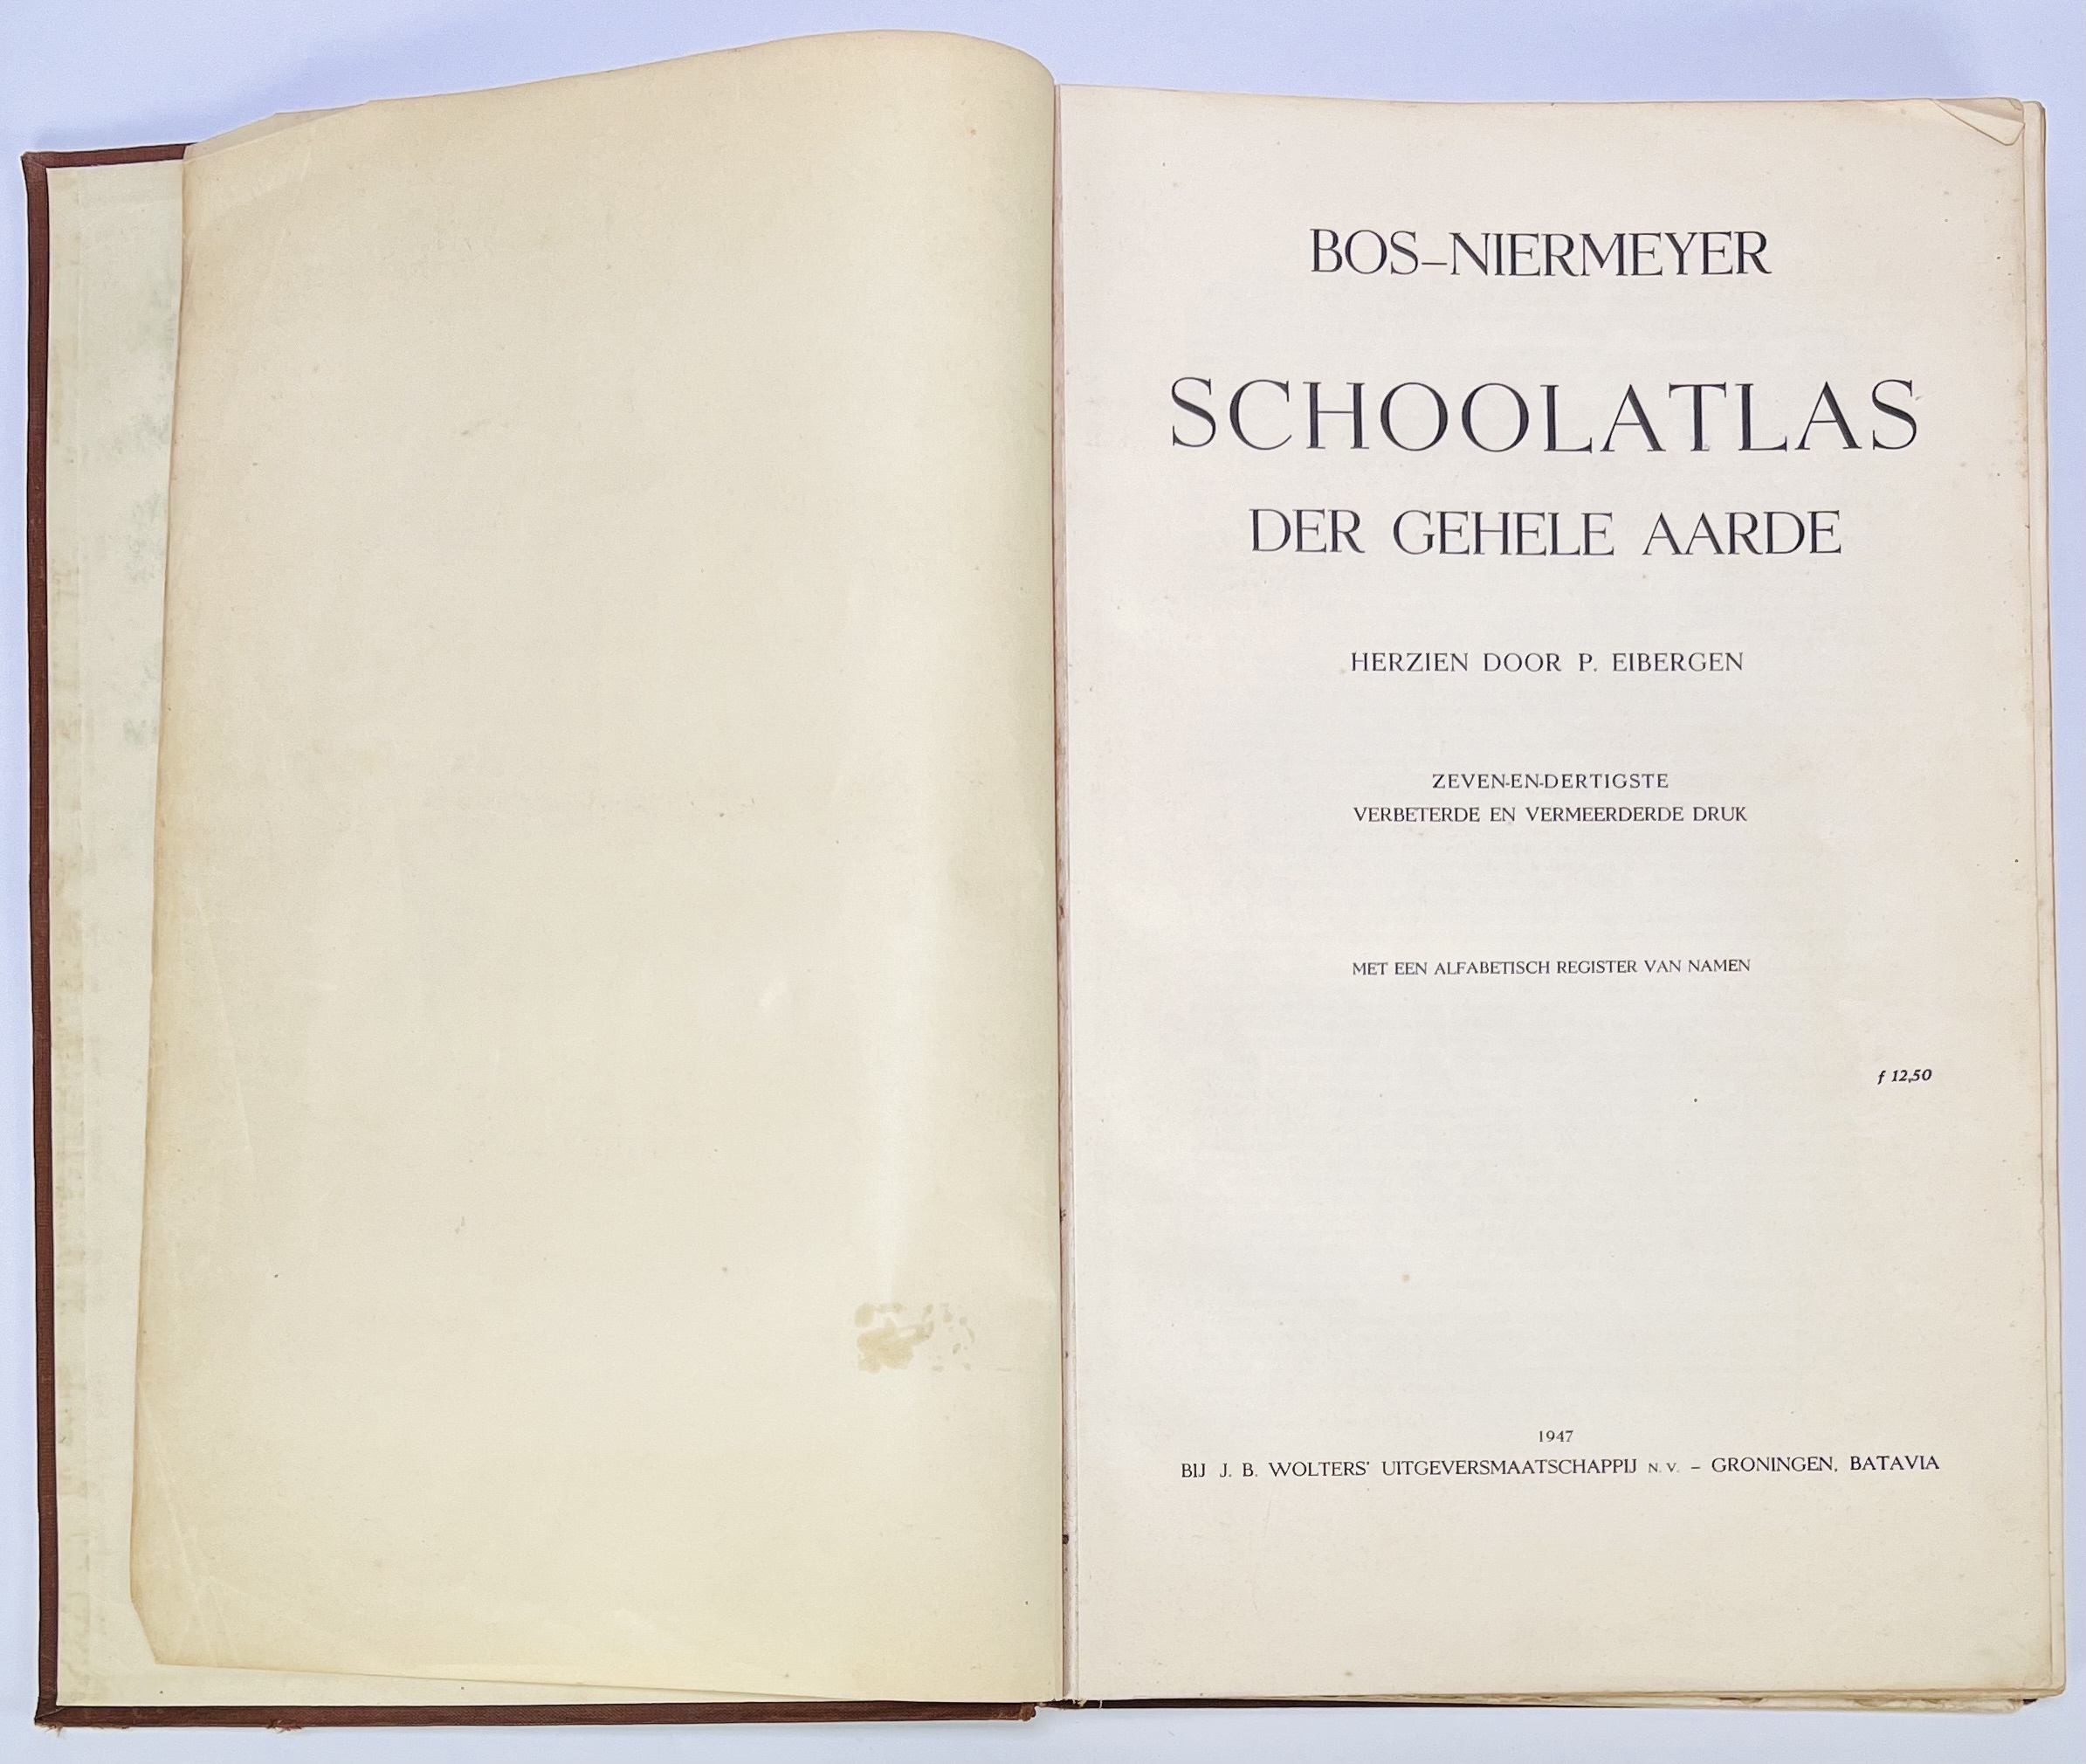 BOS–NIERMEYER
SCHOOLATLAS
DER GEHELE AARDE
HERZIEN DOOR P. EIBERGEN
ZEVEN-EN-DERTIGSTE
VERBETERDE EN VERMEERDERDE DRUK
MET EEN ALFABETISCH REGISTER VAN NAMEN
f 12,50
1947
BIJ J. B. WOLTERS' UITGEVERSMAATSCHAPPIJ N. V. – GRONINGEN, BATAVIA